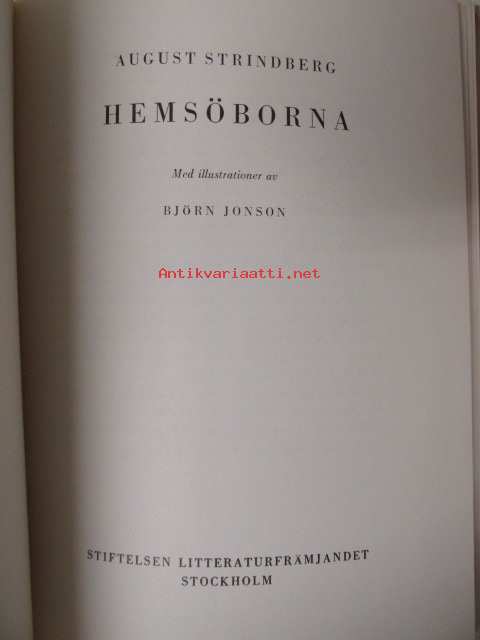 AUGUST STRINDBERG
HEMSÖBORNA
Med illustrationer av
BJÖRN JONSON
Antikvariaatti.net
STIFTELSEN LITTERATURFRÄMJANDET
STOCKHOLM